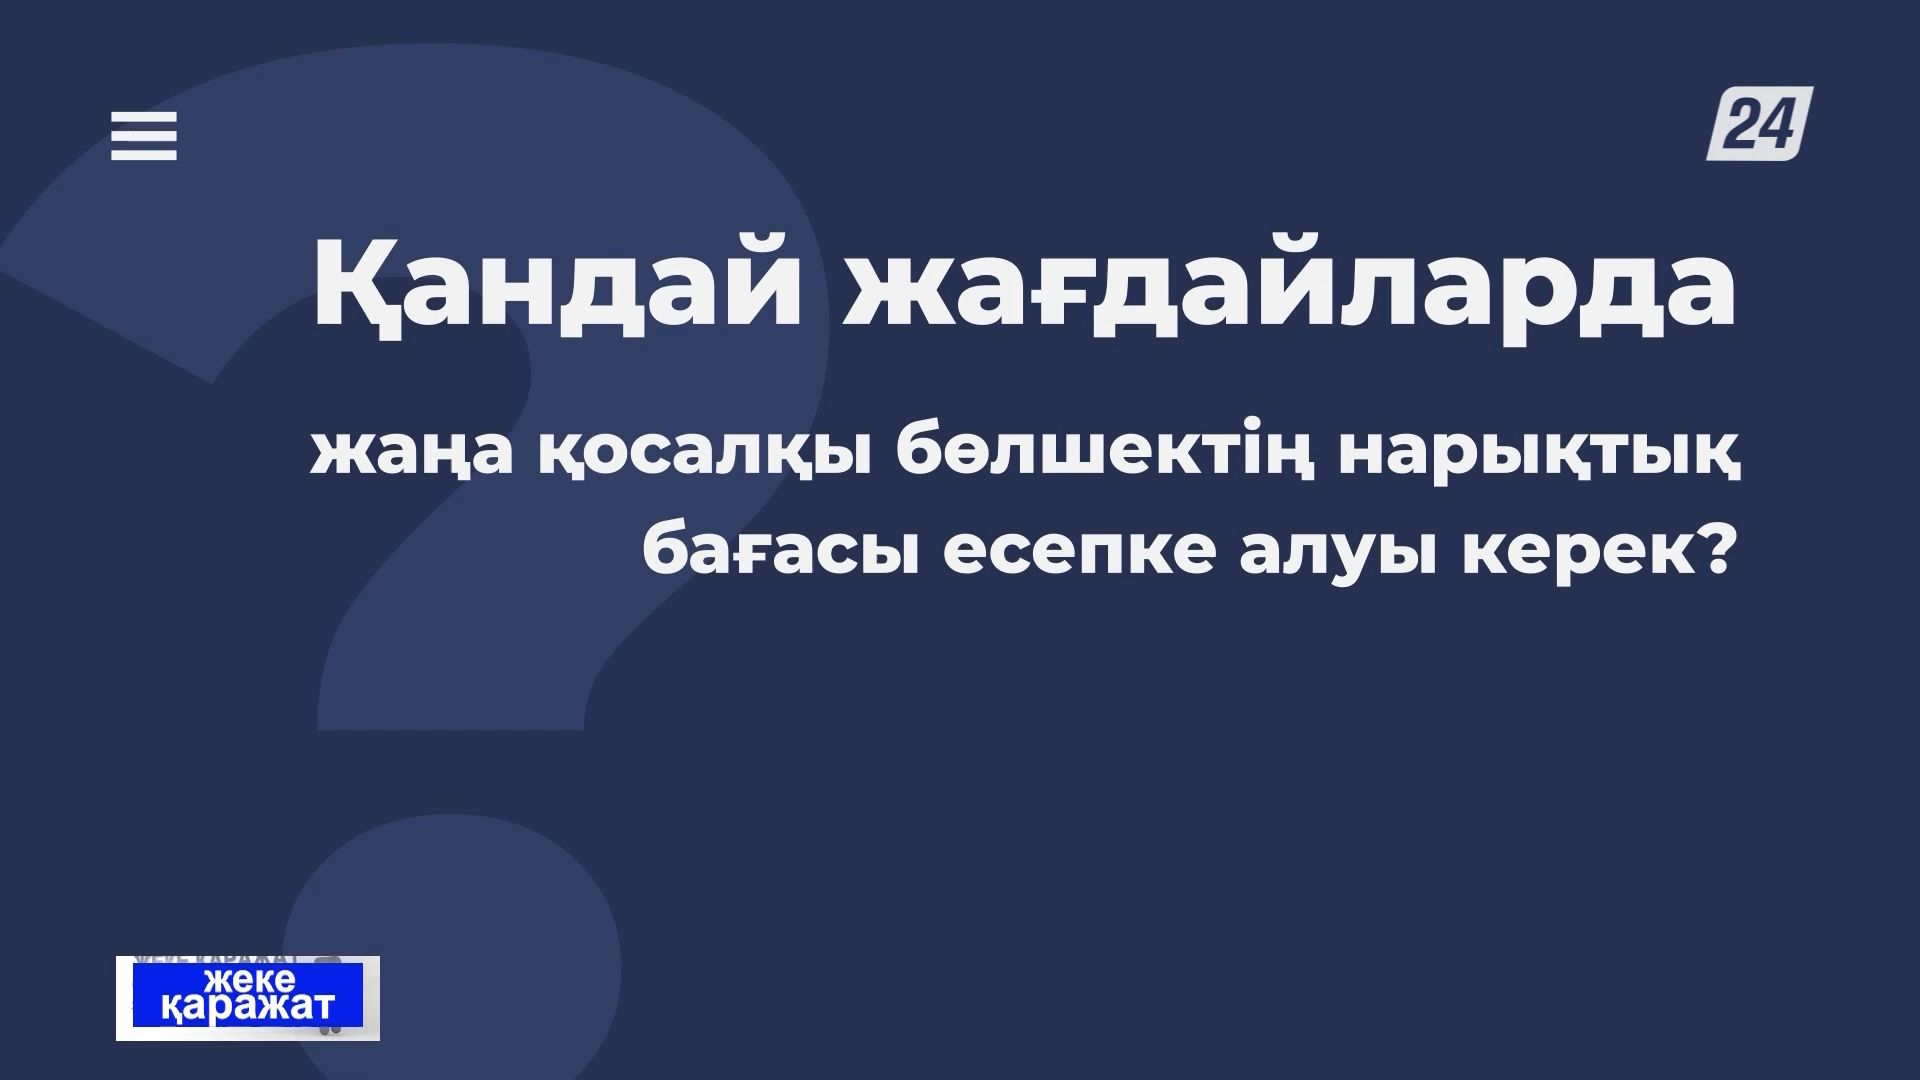 24
Қандай жағдайларда
жаңа қосалқы бөлшектің нарықтық
бағасы есепке алуы керек?
жеке
қаражат